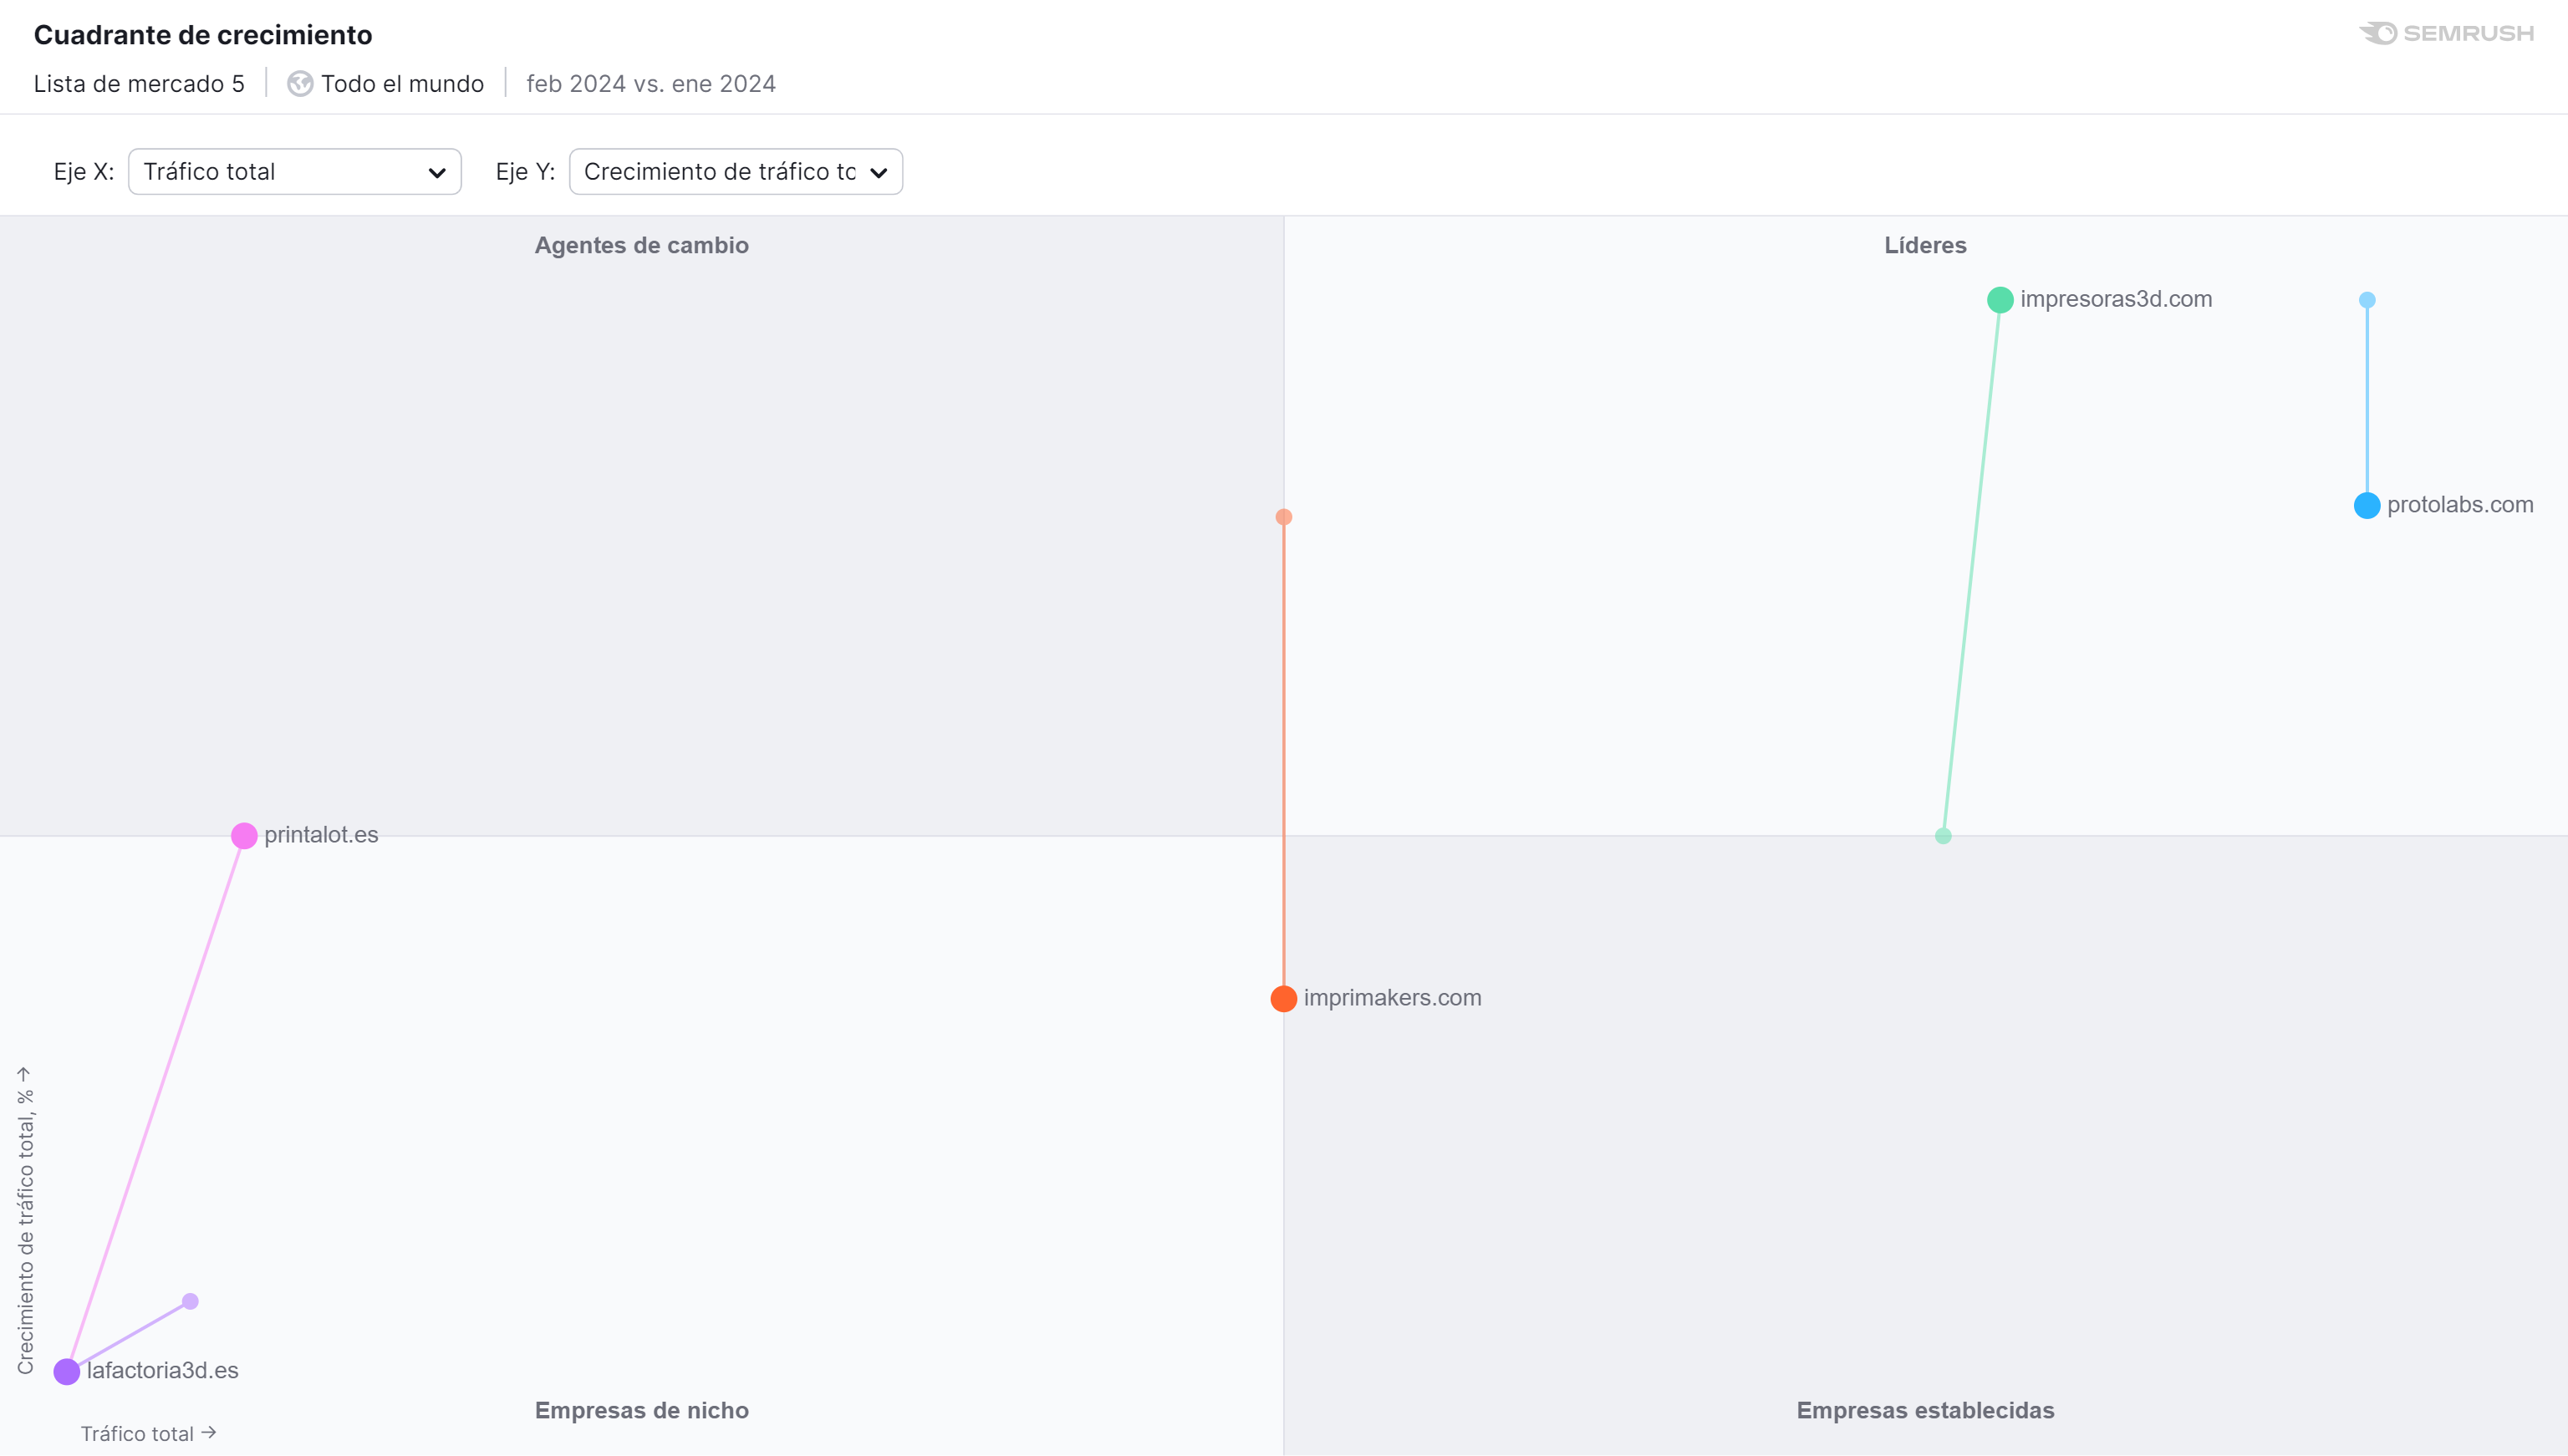 Cuadrante de crecimiento
SEMRUSH
Lista de mercado 5 Todo el mundo feb 2024 vs. ene 2024
Eje X: Tráfico total Eje Y: Crecimiento de tráfico tc
Agentes de cambio
Líderes
impresoras3d.com
protolabs.com
printalot.es
imprimakers.com
Crecimiento de tráfico total, % →
lafactoria3d.es
Empresas de nicho
Empresas establecidas
Tráfico total →